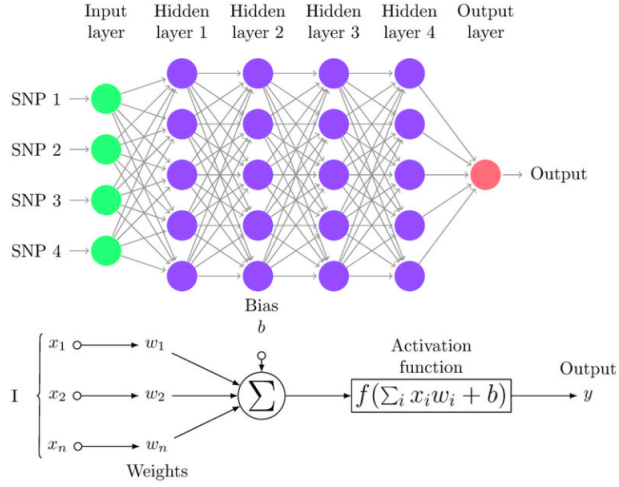 Input layer
Hidden layer 1
Hidden layer 2
Hidden layer 3
Hidden layer 4
Output layer
SNP 1
SNP 2
SNP 3
SNP 4
Output
Bias
b
I
x₁
w₁
x₂
w₂
xₙ
wₙ
Weights
∑
Activation
function
f(∑ᵢ xᵢwᵢ + b)
Output
y